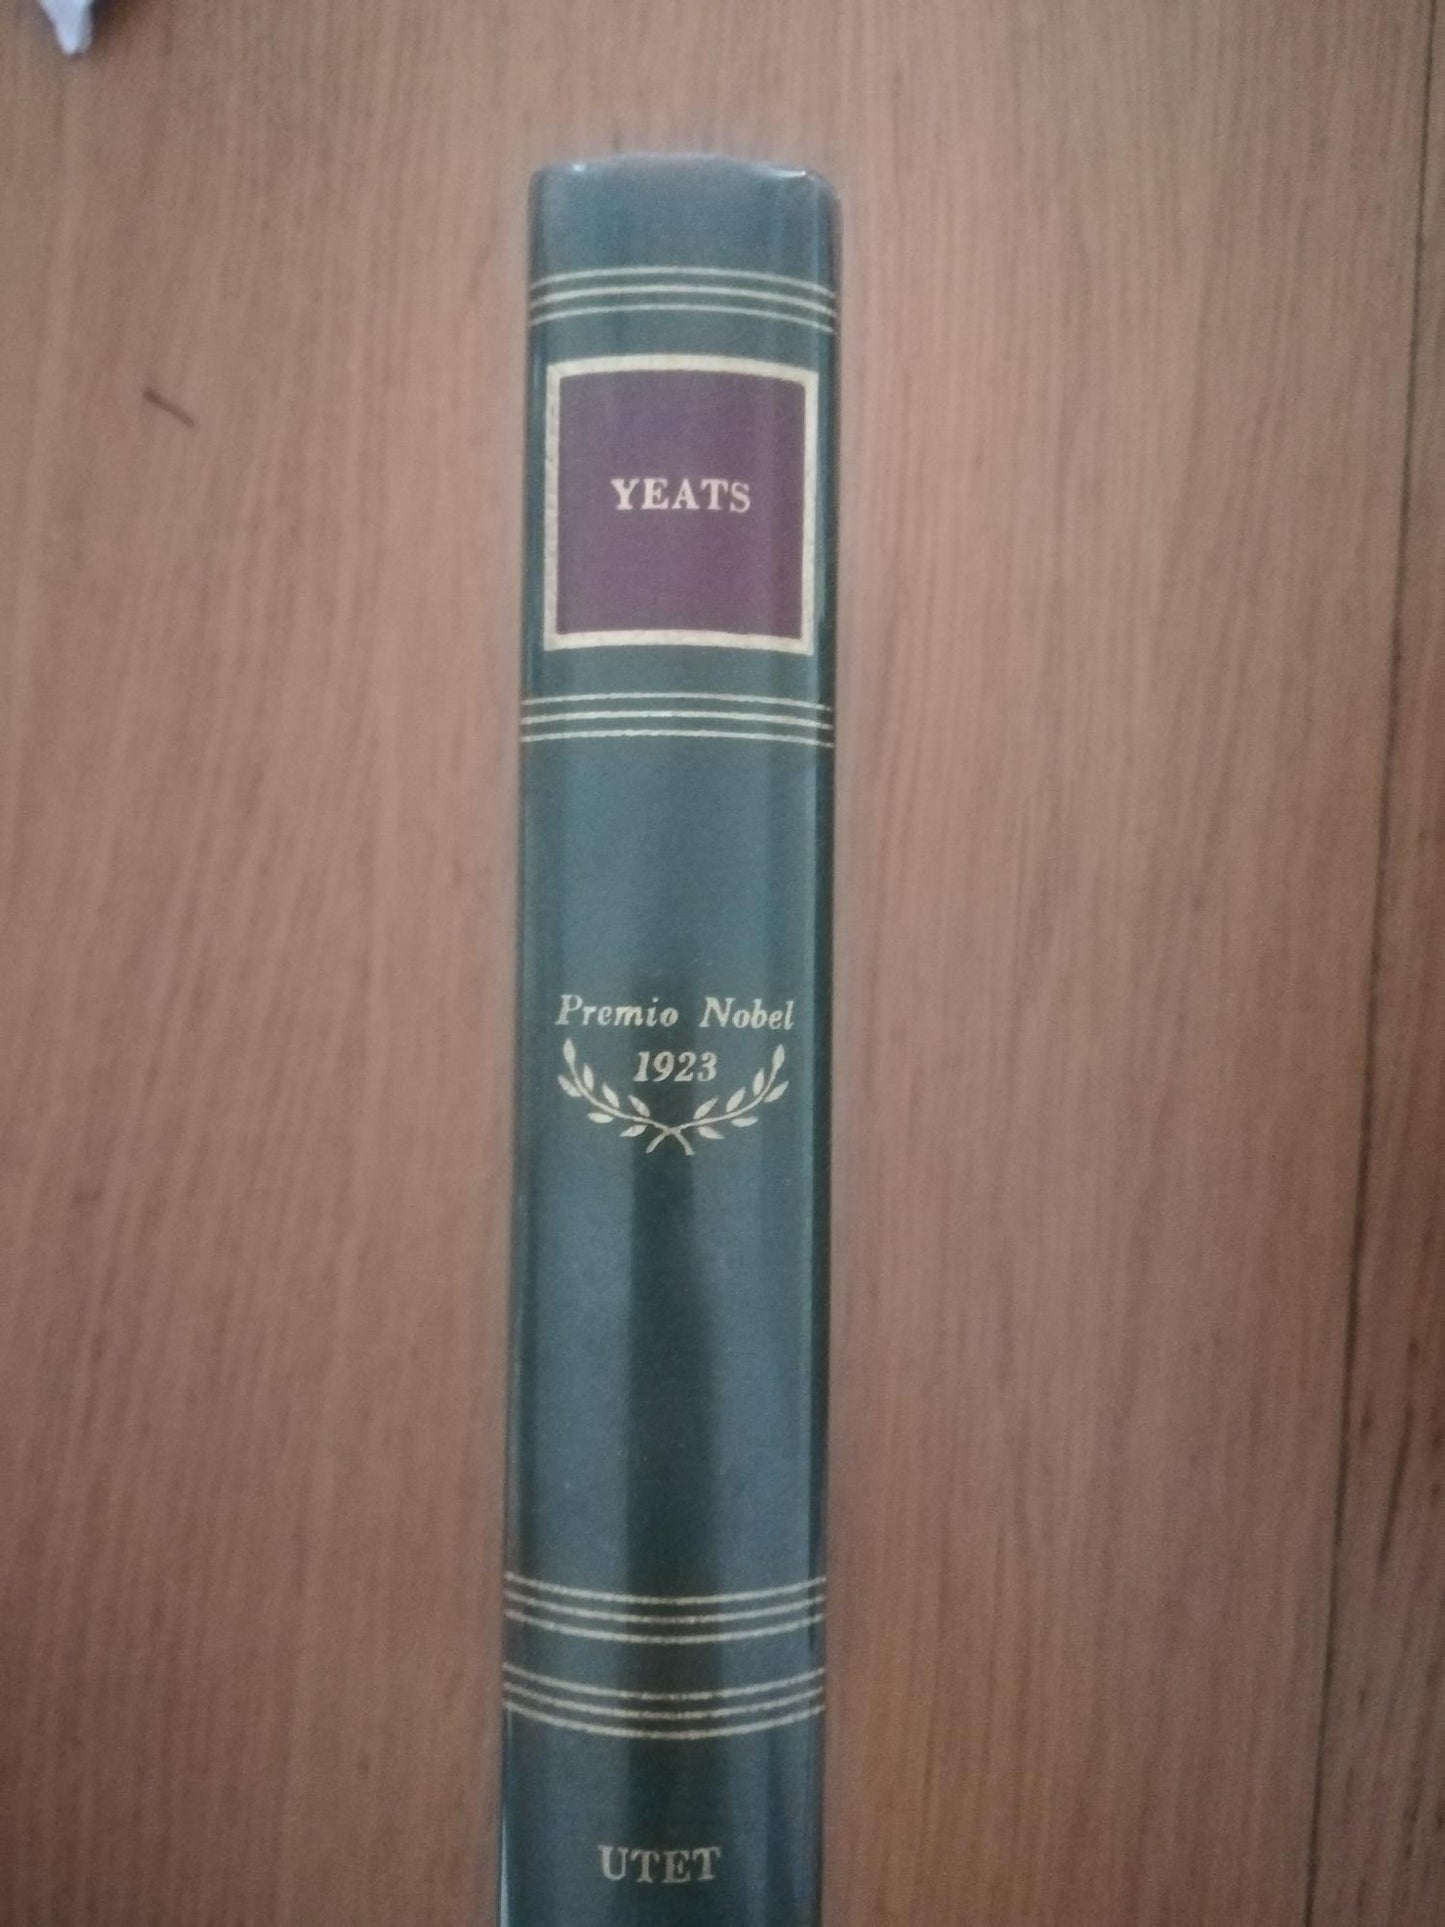 YEATS
Premio Nobel
1923
UTET